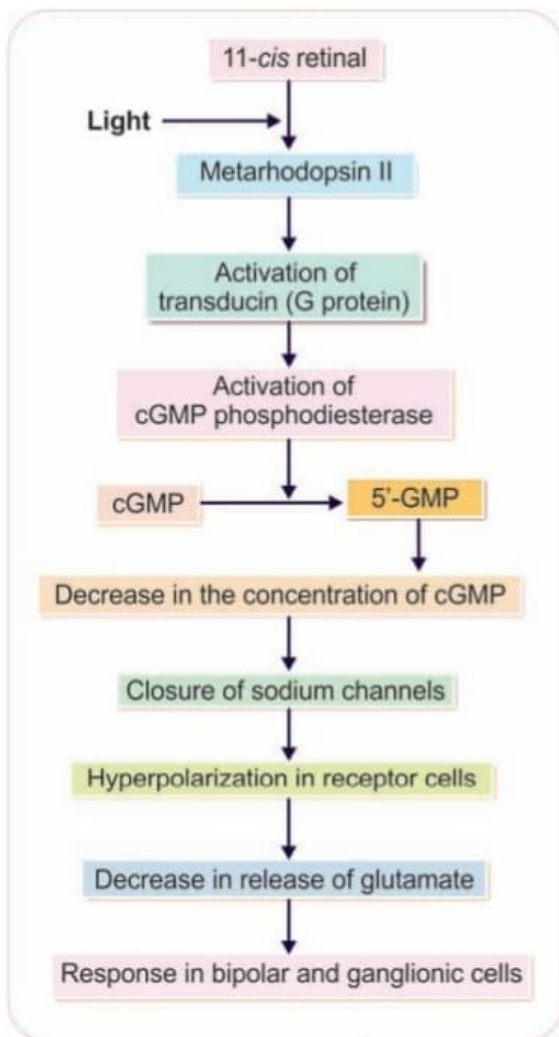 11-cis retinal
Light
Metarhodopsin II
Activation of
transducin (G protein)
Activation of
cGMP phosphodiesterase
cGMP
5'-GMP
Decrease in the concentration of cGMP
Closure of sodium channels
Hyperpolarization in receptor cells
Decrease in release of glutamate
Response in bipolar and ganglionic cells